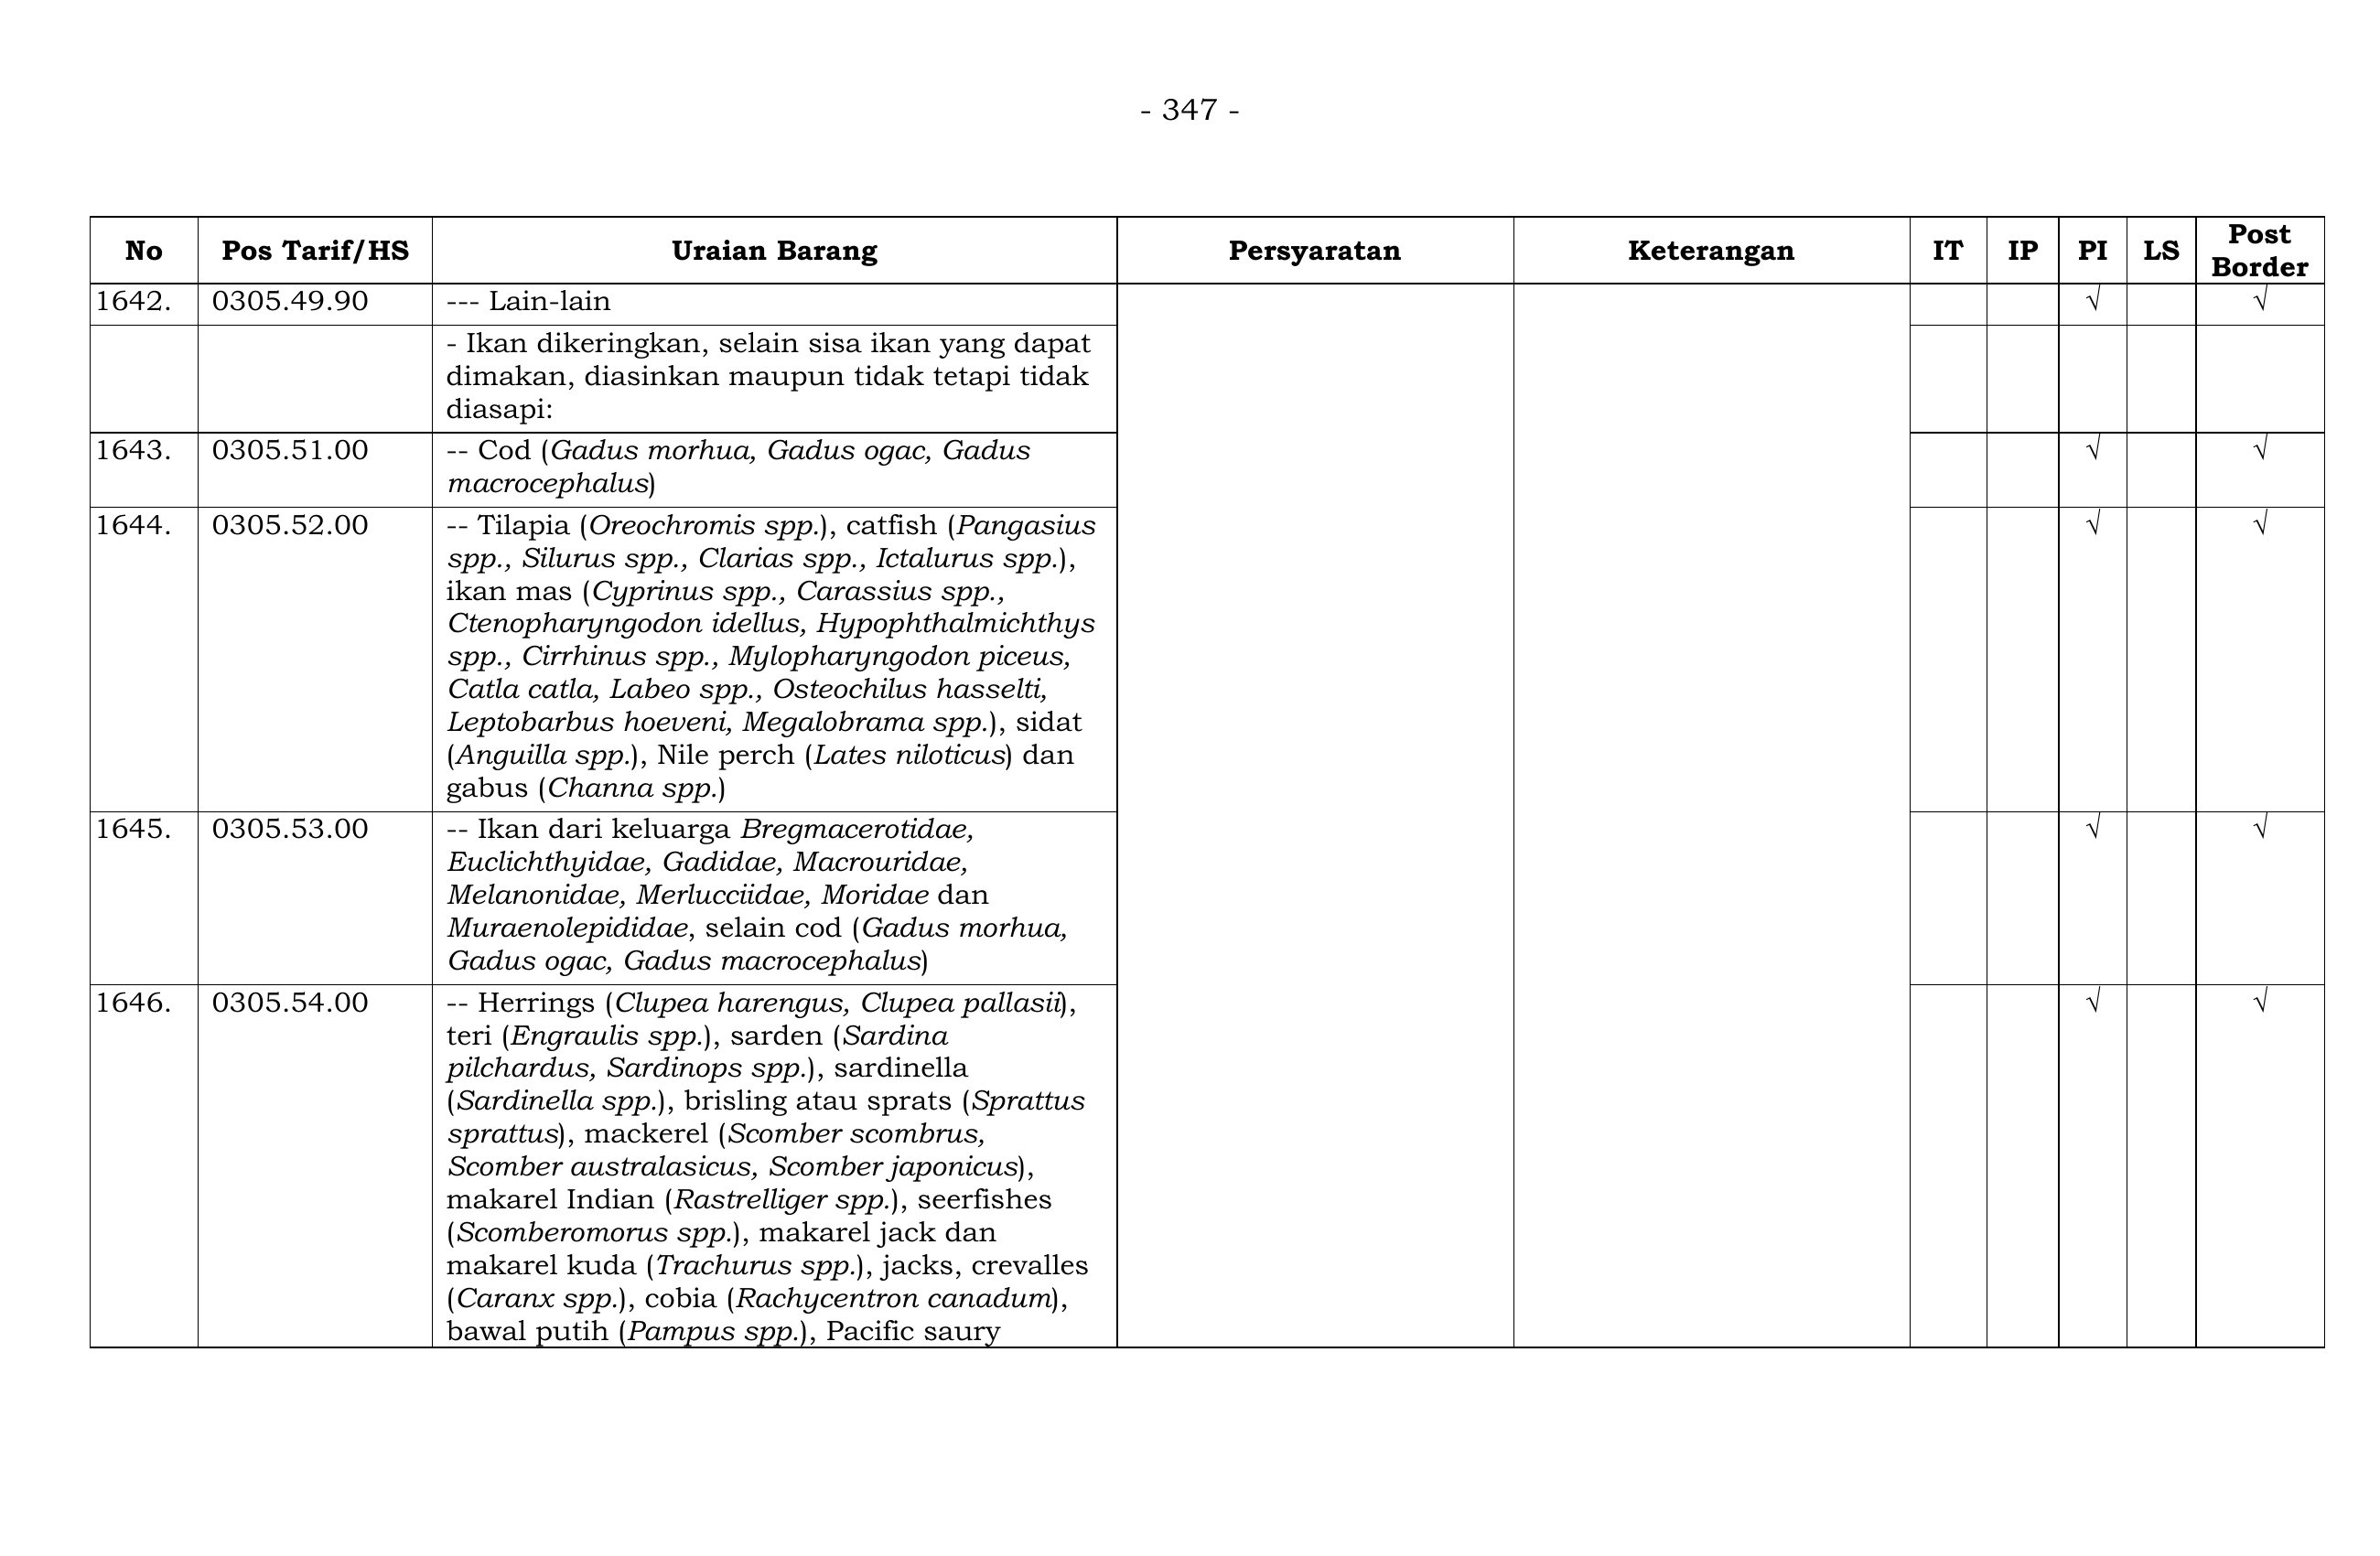 - 347 -
No Pos Tarif/HS Uraian Barang Persyaratan Keterangan IT IP PI LS Post Border
1642. 0305.49.90 --- Lain-lain √ √
- Ikan dikeringkan, selain sisa ikan yang dapat
dimakan, diasinkan maupun tidak tetapi tidak
diasapi:
1643. 0305.51.00 -- Cod (Gadus morhua, Gadus ogac, Gadus √ √
macrocephalus)
1644. 0305.52.00 -- Tilapia (Oreochromis spp.), catfish (Pangasius √ √
spp., Silurus spp., Clarias spp., Ictalurus spp.),
ikan mas (Cyprinus spp., Carassius spp.,
Ctenopharyngodon idellus, Hypophthalmichthys
spp., Cirrhinus spp., Mylopharyngodon piceus,
Catla catla, Labeo spp., Osteochilus hasselti,
Leptobarbus hoeveni, Megalobrama spp.), sidat
(Anguilla spp.), Nile perch (Lates niloticus) dan
gabus (Channa spp.)
1645. 0305.53.00 -- Ikan dari keluarga Bregmacerotidae, √ √
Euclichthyidae, Gadidae, Macrouridae,
Melanonidae, Merlucciidae, Moridae dan
Muraenolepididae, selain cod (Gadus morhua,
Gadus ogac, Gadus macrocephalus)
1646. 0305.54.00 -- Herrings (Clupea harengus, Clupea pallasii), √ √
teri (Engraulis spp.), sarden (Sardina
pilchardus, Sardinops spp.), sardinella
(Sardinella spp.), brisling atau sprats (Sprattus
sprattus), mackerel (Scomber scombrus,
Scomber australasicus, Scomber japonicus),
makarel Indian (Rastrelliger spp.), seerfishes
(Scomberomorus spp.), makarel jack dan
makarel kuda (Trachurus spp.), jacks, crevalles
(Caranx spp.), cobia (Rachycentron canadum),
bawal putih (Pampus spp.), Pacific saury